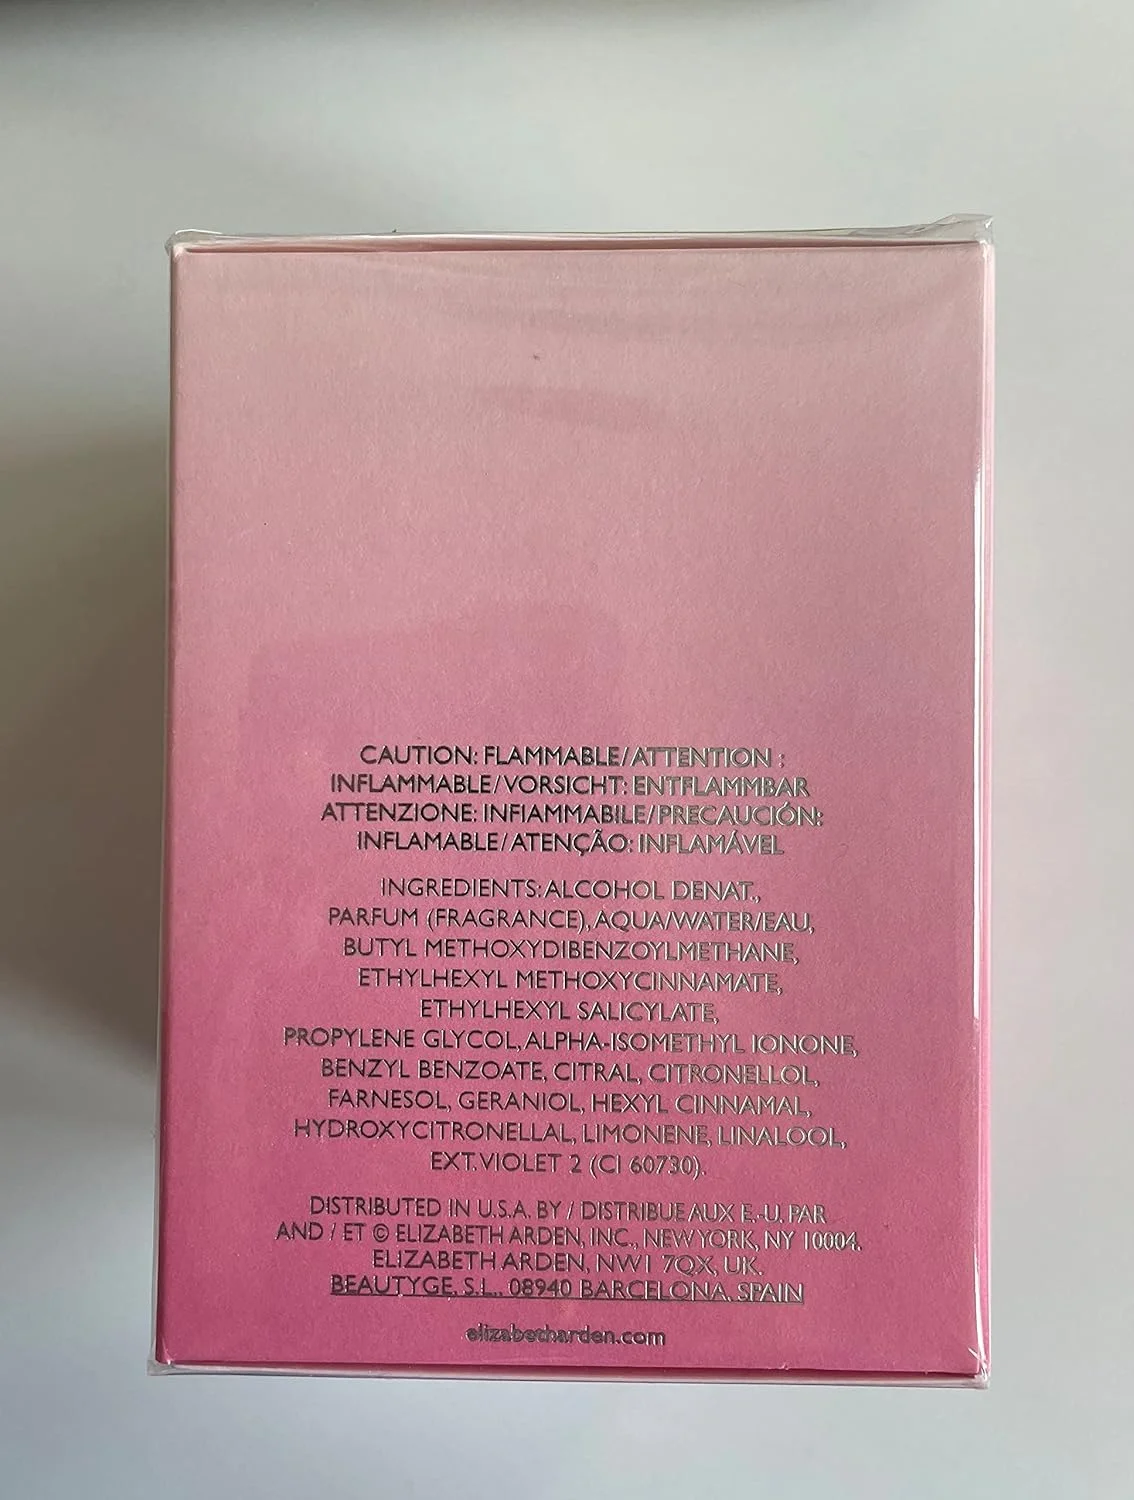 CAUTION: FLAMMABLE/ATTENTION :
INFLAMMABLE/VORSICHT: ENTFLAMMBAR
ATTENZIONE: INFIAMMABILE/PRECAUCIÓN:
INFLAMABLE/ATENÇÃO: INFLAMÁVEL
INGREDIENTS: ALCOHOL DENAT.,
PARFUM (FRAGRANCE), AQUA/WATER/EAU,
BUTYL METHOXYDIBENZOYLMETHANE,
ETHYLHEXYL METHOXYCINNAMATE,
ETHYLHEXYL SALICYLATE,
PROPYLENE GLYCOL, ALPHA-ISOMETHYL IONONE,
BENZYL BENZOATE, CITRAL, CITRONELLOL,
FARNESOL, GERANIOL, HEXYL CINNAMAL,
HYDROXYCITRONELLAL, LIMONENE, LINALOOL,
EXT. VIOLET 2 (CI 60730).
DISTRIBUTED IN U.S.A. BY / DISTRIBUE AUX E.-U. PAR
AND / ET © ELIZABETH ARDEN, INC., NEW YORK, NY 10004.
ELIZABETH ARDEN, NW1 7QX, UK.
BEAUTYGE, S.L., 08940 BARCELONA, SPAIN
elizabetharden.com